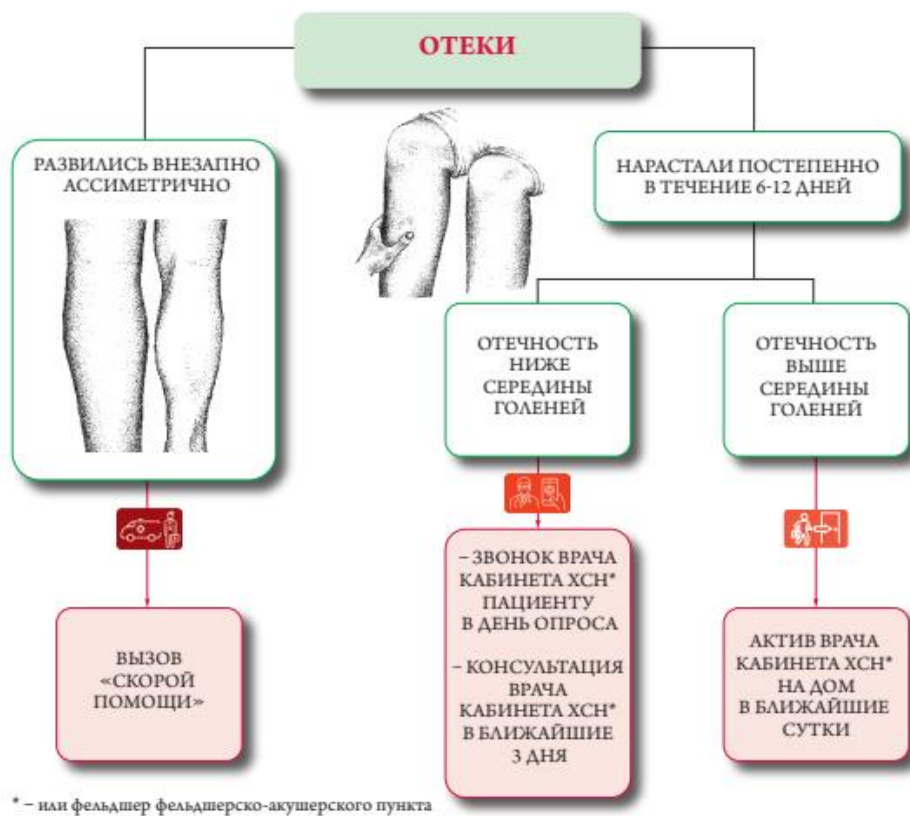 ОТЕКИ
РАЗВИЛИСЬ ВНЕЗАПНО
АССИМЕТРИЧНО
НАРАСТАЛИ ПОСТЕПЕННО
В ТЕЧЕНИЕ 6-12 ДНЕЙ
ОТЕЧНОСТЬ
НИЖЕ
СЕРЕДИНЫ
ГОЛЕНЕЙ
ОТЕЧНОСТЬ
ВЫШЕ
СЕРЕДИНЫ
ГОЛЕНЕЙ
ВЫЗОВ
«СКОРОЙ
ПОМОЩИ»
– ЗВОНОК ВРАЧА
КАБИНЕТА ХСН*
ПАЦИЕНТУ
В ДЕНЬ ОПРОСА
– КОНСУЛЬТАЦИЯ
ВРАЧА
КАБИНЕТА ХСН*
В БЛИЖАЙШИЕ
3 ДНЯ
АКТИВ ВРАЧА
КАБИНЕТА ХСН*
НА ДОМ
В БЛИЖАЙШИЕ
СУТКИ
* – или фельдшер фельдшерско-акушерского пункта